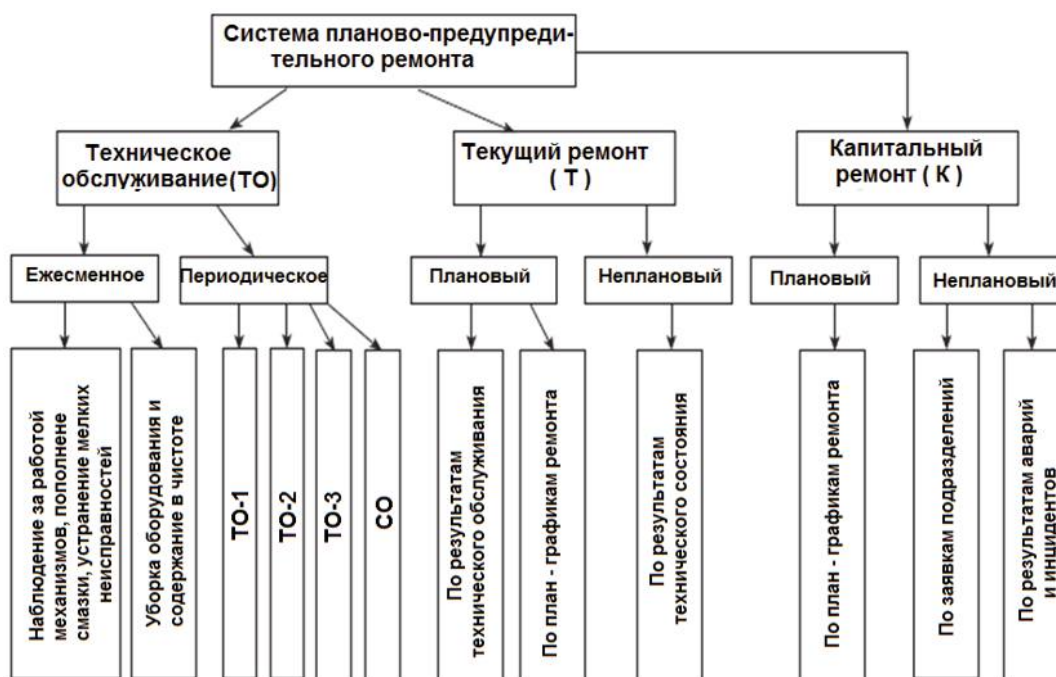 Система планово-предупреди-
тельного ремонта
Техническое
обслуживание(ТО)
Текущий ремонт
( Т )
Капитальный
ремонт ( К )
Ежесменное
Периодическое
Плановый
Неплановый
Плановый
Неплановый
Наблюдение за работой
механизмов, пополнене
смазки, устранение мелких
неисправностей
Уборка оборудования и
содержание в чистоте
ТО-1
ТО-2
ТО-3
СО
По результатам
технического обслуживания
По план - графикам ремонта
По результатам
технического состояния
По план - графикам ремонта
По заявкам подразделений
По результатам аварий
и инцидентов